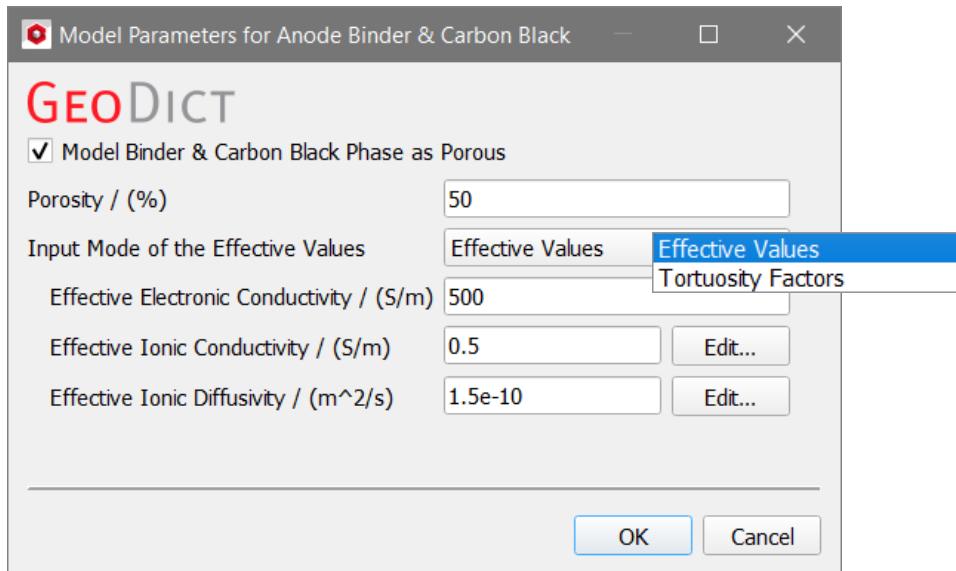 Model Parameters for Anode Binder & Carbon Black
GEODICT
Model Binder & Carbon Black Phase as Porous
Porosity / (%) 50
Input Mode of the Effective Values Effective Values Effective Values
Tortuosity Factors
Effective Electronic Conductivity / (S/m) 500
Effective Ionic Conductivity / (S/m) 0.5 Edit...
Effective Ionic Diffusivity / (m^2/s) 1.5e-10 Edit...
OK Cancel